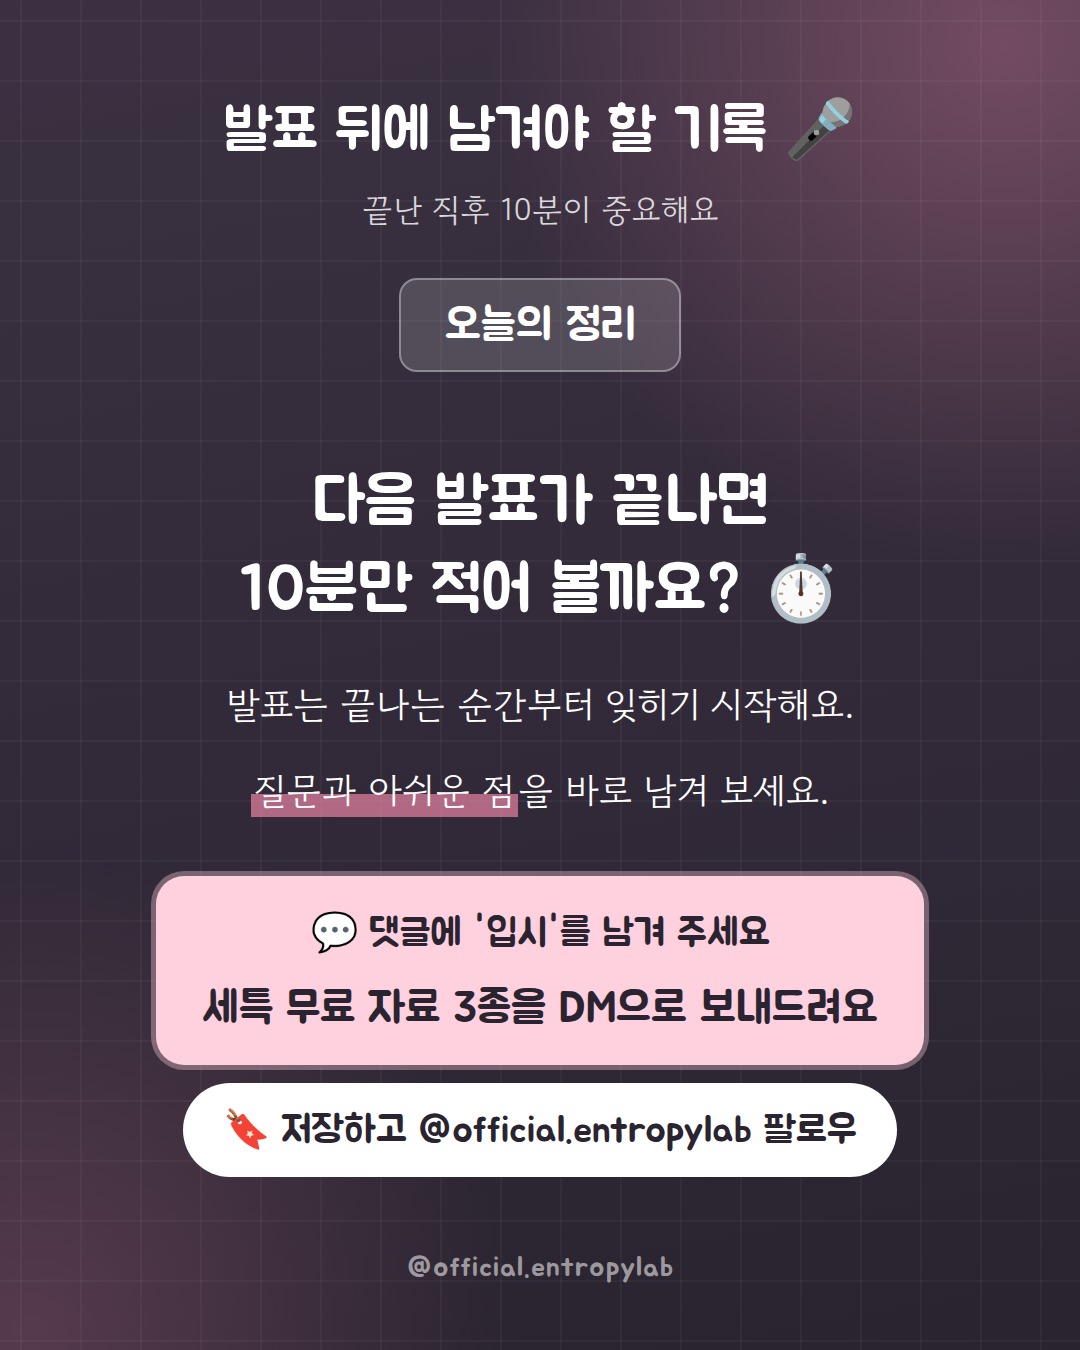 발표 뒤에 남겨야 할 기록 🎤
끝난 직후 10분이 중요해요
오늘의 정리
다음 발표가 끝나면
10분만 적어 볼까요? ⏱️
발표는 끝나는 순간부터 잊히기 시작해요.
질문과 아쉬운 점을 바로 남겨 보세요.
💬 댓글에 '입시'를 남겨 주세요
세특 무료 자료 3종을 DM으로 보내드려요
🔖 저장하고 @official.entropylab 팔로우
@official.entropylab